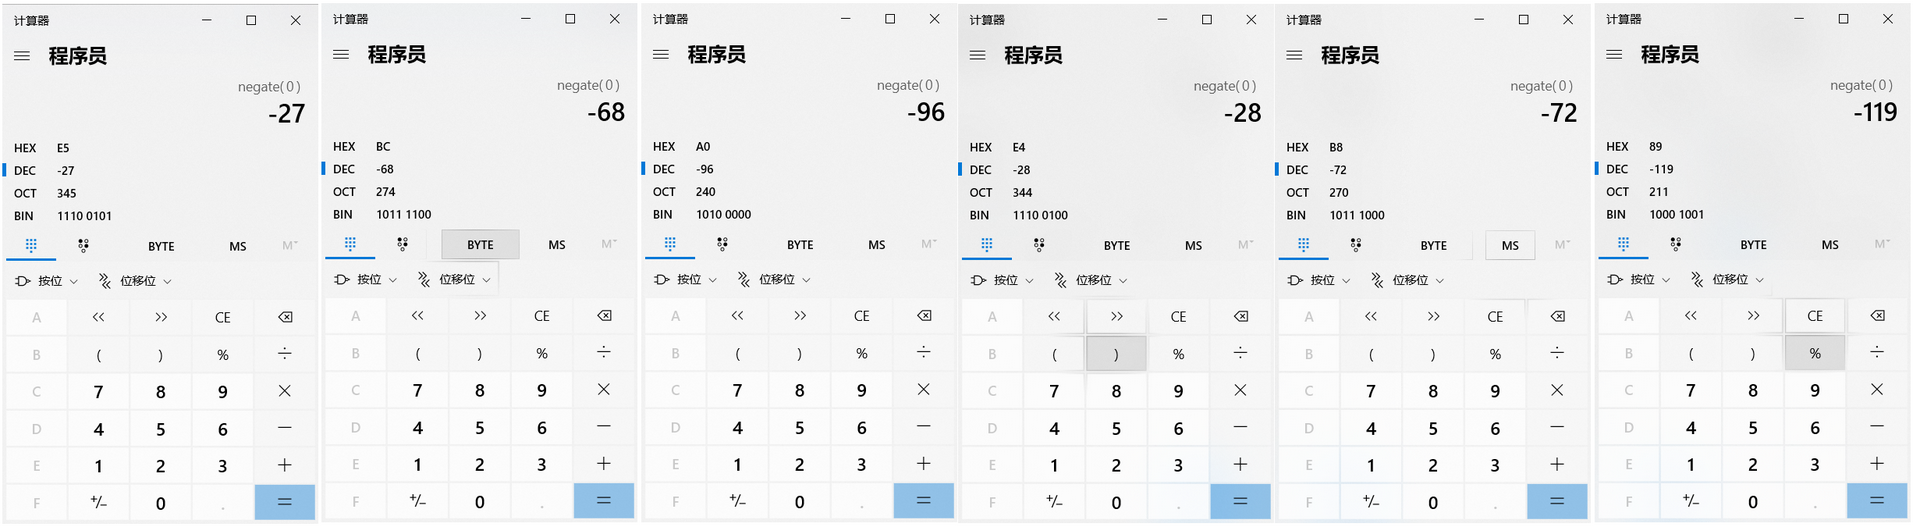 计算器
程序员
negate( 0 )
-27
HEX E5
DEC -27
OCT 345
BIN 1110 0101
BYTE MS M
按位 位移位
A << >> CE
B ( ) % ÷
C 7 8 9 ×
D 4 5 6 −
E 1 2 3 +
F +/− 0 . =
计算器
程序员
negate( 0 )
-68
HEX BC
DEC -68
OCT 274
BIN 1011 1100
BYTE MS M
按位 位移位
A << >> CE
B ( ) % ÷
C 7 8 9 ×
D 4 5 6 −
E 1 2 3 +
F +/− 0 . =
计算器
程序员
negate( 0 )
-96
HEX A0
DEC -96
OCT 240
BIN 1010 0000
BYTE MS M
按位 位移位
A << >> CE
B ( ) % ÷
C 7 8 9 ×
D 4 5 6 −
E 1 2 3 +
F +/− 0 . =
计算器
程序员
negate( 0 )
-28
HEX E4
DEC -28
OCT 344
BIN 1110 0100
BYTE MS M
按位 位移位
A << >> CE
B ( ) % ÷
C 7 8 9 ×
D 4 5 6 −
E 1 2 3 +
F +/− 0 . =
计算器
程序员
negate( 0 )
-72
HEX B8
DEC -72
OCT 270
BIN 1011 1000
BYTE MS M
按位 位移位
A << >> CE
B ( ) % ÷
C 7 8 9 ×
D 4 5 6 −
E 1 2 3 +
F +/− 0 . =
计算器
程序员
negate( 0 )
-119
HEX 89
DEC -119
OCT 211
BIN 1000 1001
BYTE MS M
按位 位移位
A << >> CE
B ( ) % ÷
C 7 8 9 ×
D 4 5 6 −
E 1 2 3 +
F +/− 0 . =